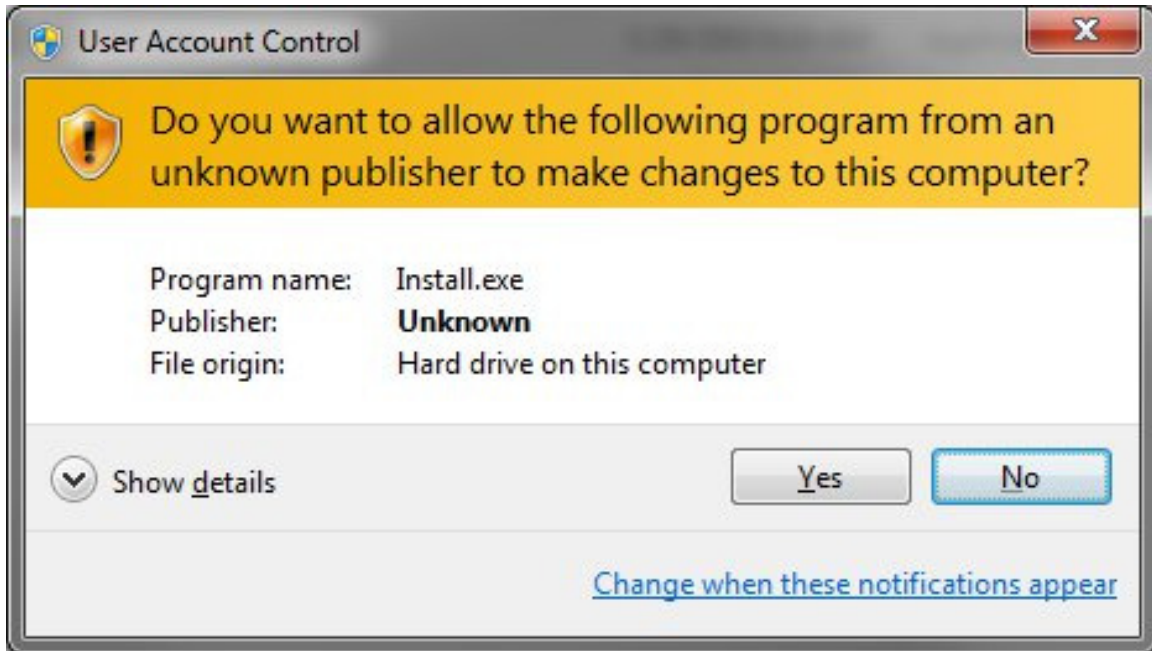 User Account Control
Do you want to allow the following program from an
unknown publisher to make changes to this computer?
Program name: Install.exe
Publisher: Unknown
File origin: Hard drive on this computer
Show details
Yes No
Change when these notifications appear